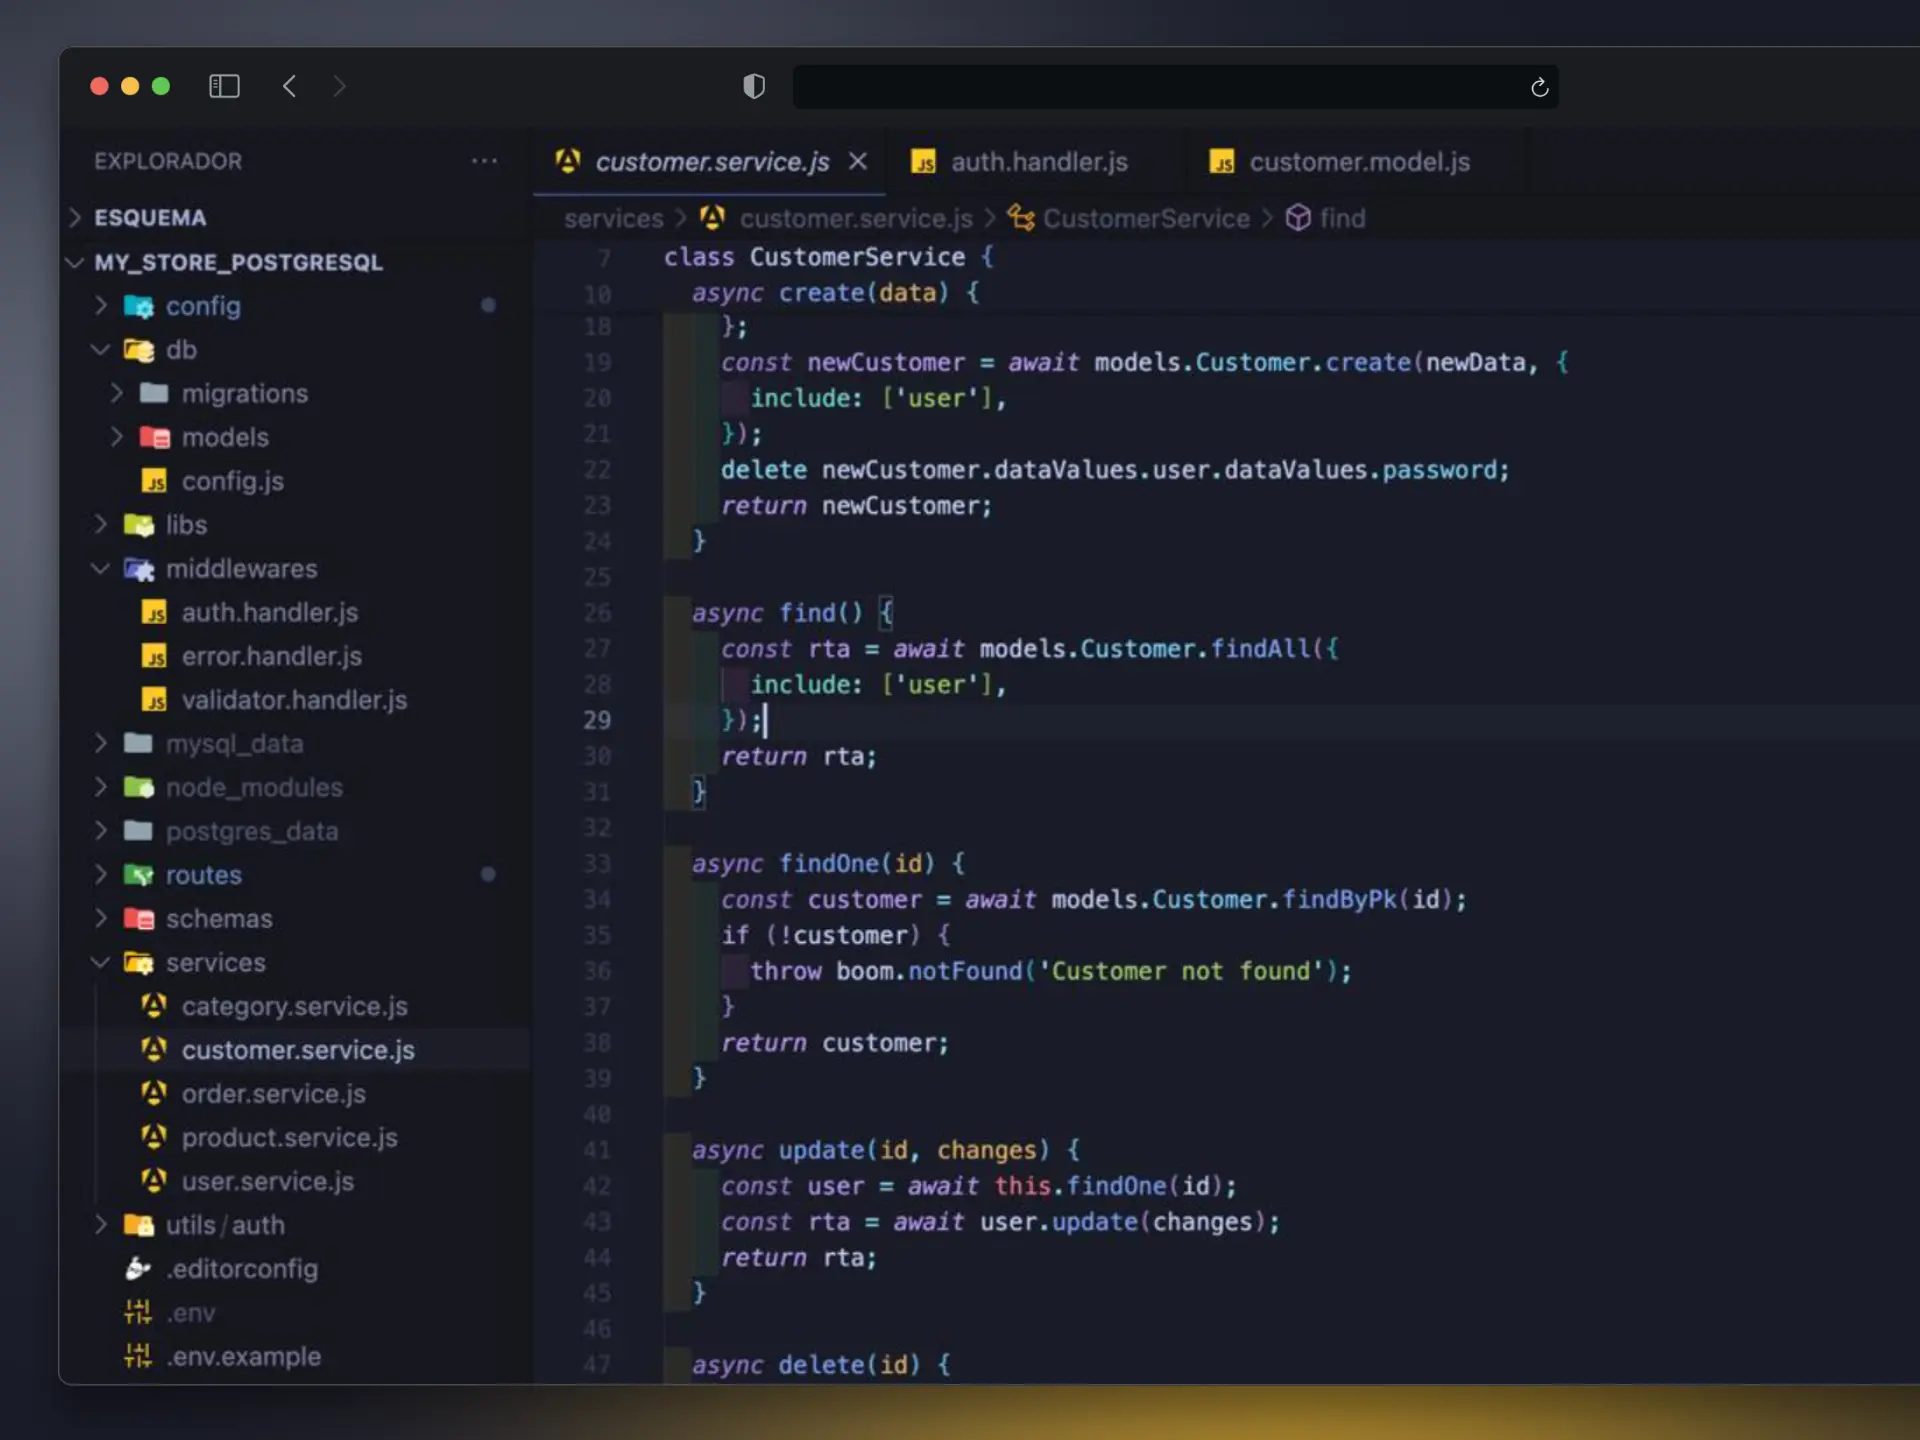 EXPLORADOR ···
ESQUEMA
MY_STORE_POSTGRESQL
config
db
migrations
models
JS config.js
libs
middlewares
JS auth.handler.js
JS error.handler.js
JS validator.handler.js
mysql_data
node_modules
postgres_data
routes
schemas
services
category.service.js
customer.service.js
order.service.js
product.service.js
user.service.js
utils/auth
.editorconfig
.env
.env.example
customer.service.js JS auth.handler.js JS customer.model.js
services > customer.service.js > CustomerService > find
7 class CustomerService {
10 async create(data) {
18 };
19 const newCustomer = await models.Customer.create(newData, {
20 include: ['user'],
21 });
22 delete newCustomer.dataValues.user.dataValues.password;
23 return newCustomer;
24 }
25
26 async find() {
27 const rta = await models.Customer.findAll({
28 include: ['user'],
29 });
30 return rta;
31 }
32
33 async findOne(id) {
34 const customer = await models.Customer.findByPk(id);
35 if (!customer) {
36 throw boom.notFound('Customer not found');
37 }
38 return customer;
39 }
40
41 async update(id, changes) {
42 const user = await this.findOne(id);
43 const rta = await user.update(changes);
44 return rta;
45 }
46
47 async delete(id) {